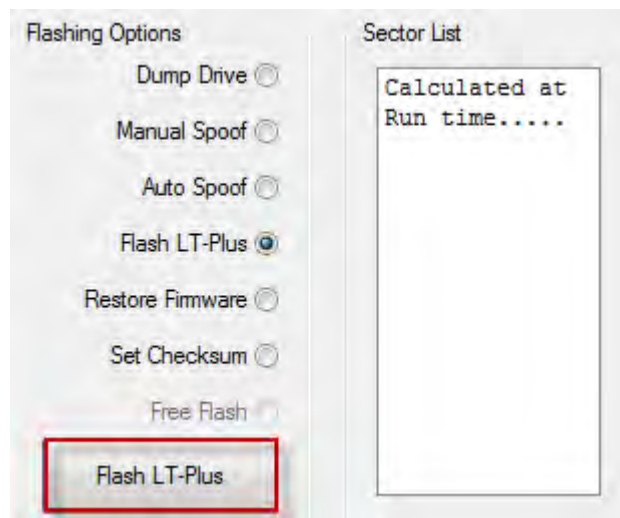 Flashing Options
Dump Drive
Manual Spoof
Auto Spoof
Flash LT-Plus
Restore Firmware
Set Checksum
Free Flash
Flash LT-Plus
Sector List
Calculated at
Run time.....